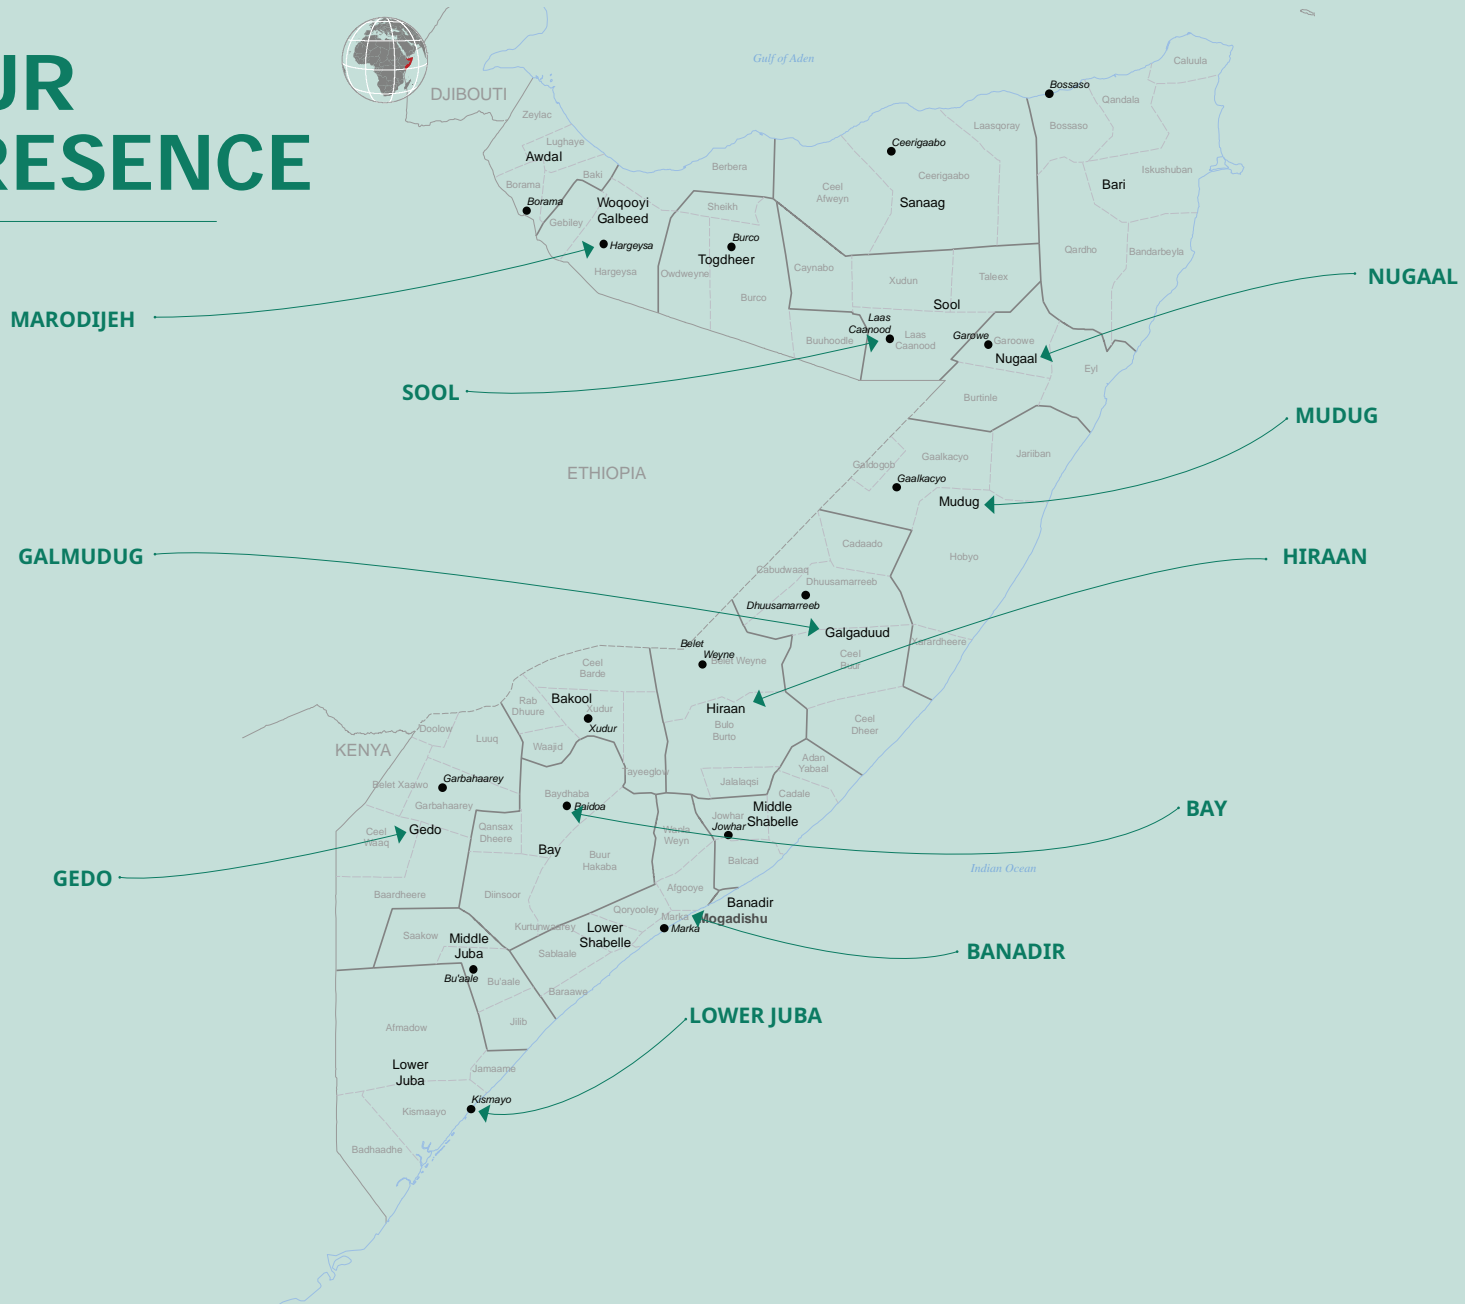 UR
RESENCE
DJIBOUTI
Gulf of Aden
Caluula
Bossaso
Qandala
Zeylac
Laasqoray
Bossaso
Lughaye
Ceerigaabo
Awdal
Berbera
Iskushuban
Baki
Ceerigaabo
Borama
Bari
Ceel
Afweyn
Borama
Woqooyi
Galbeed
Sheikh
Sanaag
Gebiley
Burco
Hargeysa
Togdheer
Qardho
Bandarbeyla
Hargeysa
Owdweyne
Caynabo
Xudun
Taleex
NUGAAL
Burco
Sool
MARODIJEH
Laas
Caanood
Buuhoodle
Laas
Caanood
Garowe
Garoowe
Nugaal
Eyl
SOOL
Burtinle
MUDUG
Galdogob
Gaalkacyo
Jariiban
ETHIOPIA
Gaalkacyo
Mudug
GALMUDUG
Cadaado
Hobyo
HIRAAN
Cabudwaaq
Dhuusamarreeb
Dhuusamarreeb
Galgaduud
Xarardheere
Belet
Weyne
Belet Weyne
Ceel
Buur
Ceel
Barde
Bakool
Rab
Dhuure
Xudur
Xudur
Hiraan
Bulo
Burto
Ceel
Dheer
Doolow
Luuq
KENYA
Waajid
Tayeeglow
Adan
Yabaal
Jalalaqsi
Belet Xaawo
Garbahaarey
Garbahaarey
Baydhaba
Baidoa
Cadale
Middle
Shabelle
Jowhar
Jowhar
BAY
Ceel
Waaq
Gedo
Qansax
Dheere
Wanla
Weyn
Bay
Buur
Hakaba
Balcad
Indian Ocean
GEDO
Baardheere
Diinsoor
Afgooye
Banadir
Mogadishu
Qoryooley
Marka
Marka
Kurtunwaarey
Lower
Shabelle
Saakow
Middle
Juba
Sablaale
BANADIR
Bu'aale
Bu'aale
Baraawe
LOWER JUBA
Jilib
Afmadow
Lower
Juba
Jamaame
Kismayo
Kismaayo
Badhaadhe